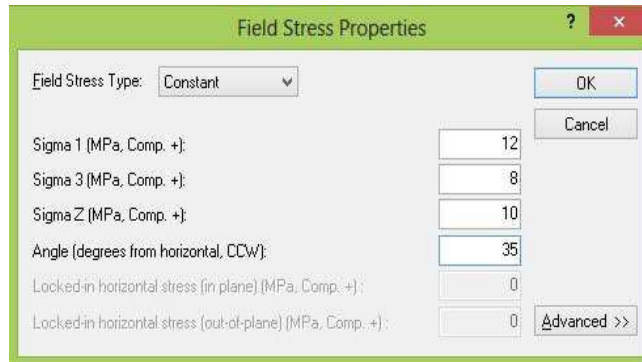 Field Stress Properties
? ×
Field Stress Type: Constant
OK
Cancel
Sigma 1 (MPa, Comp. +): 12
Sigma 3 (MPa, Comp. +): 8
Sigma Z (MPa, Comp. +): 10
Angle (degrees from horizontal, CCW): 35
Locked-in horizontal stress (in plane) (MPa, Comp. +) : 0
Locked-in horizontal stress (out-of-plane) (MPa, Comp. +) : 0
Advanced >>